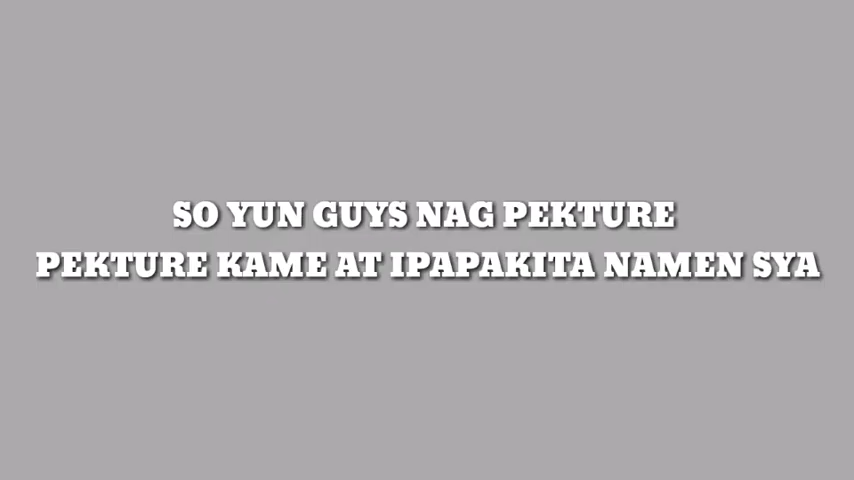 SO YUN GUYS NAG PEKTURE
PEKTURE KAME AT IPAPAKITA NAMEN SYA